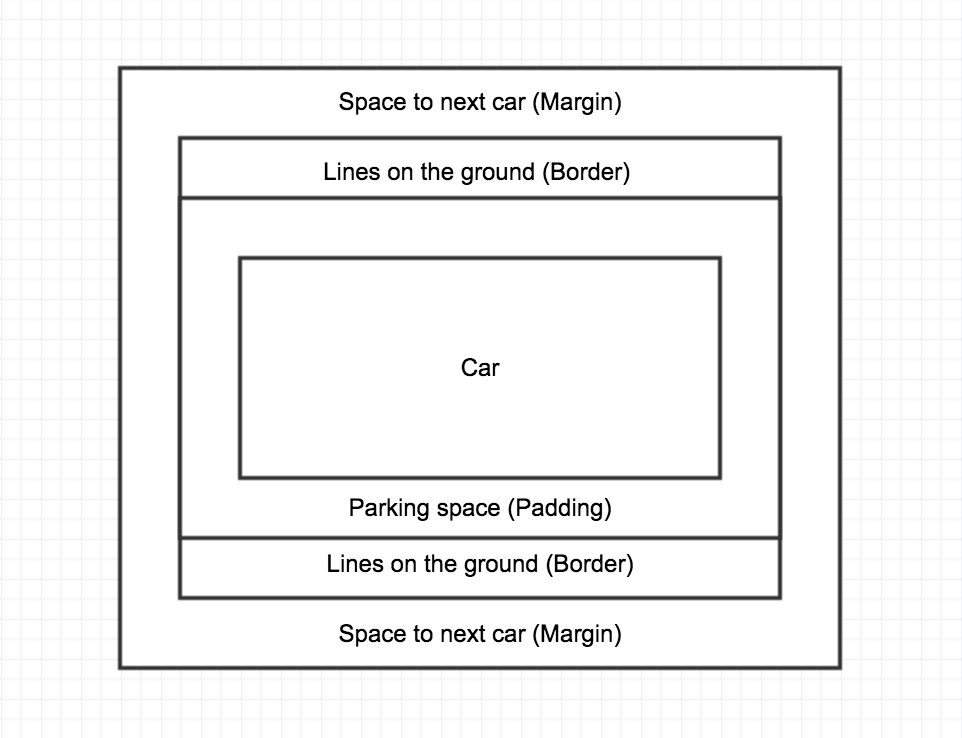 Space to next car (Margin)
Lines on the ground (Border)
Car
Parking space (Padding)
Lines on the ground (Border)
Space to next car (Margin)